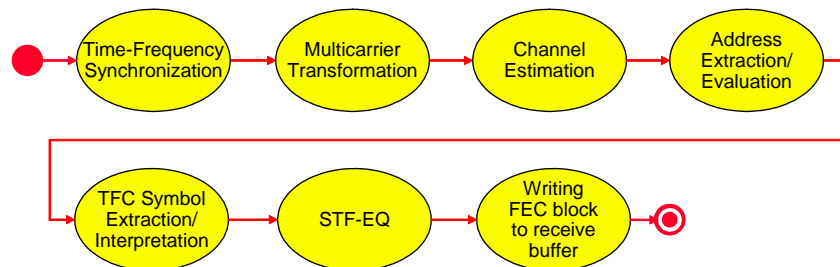 Time-Frequency
Synchronization
Multicarrier
Transformation
Channel
Estimation
Address
Extraction/
Evaluation
TFC Symbol
Extraction/
Interpretation
STF-EQ
Writing
FEC block
to receive
buffer